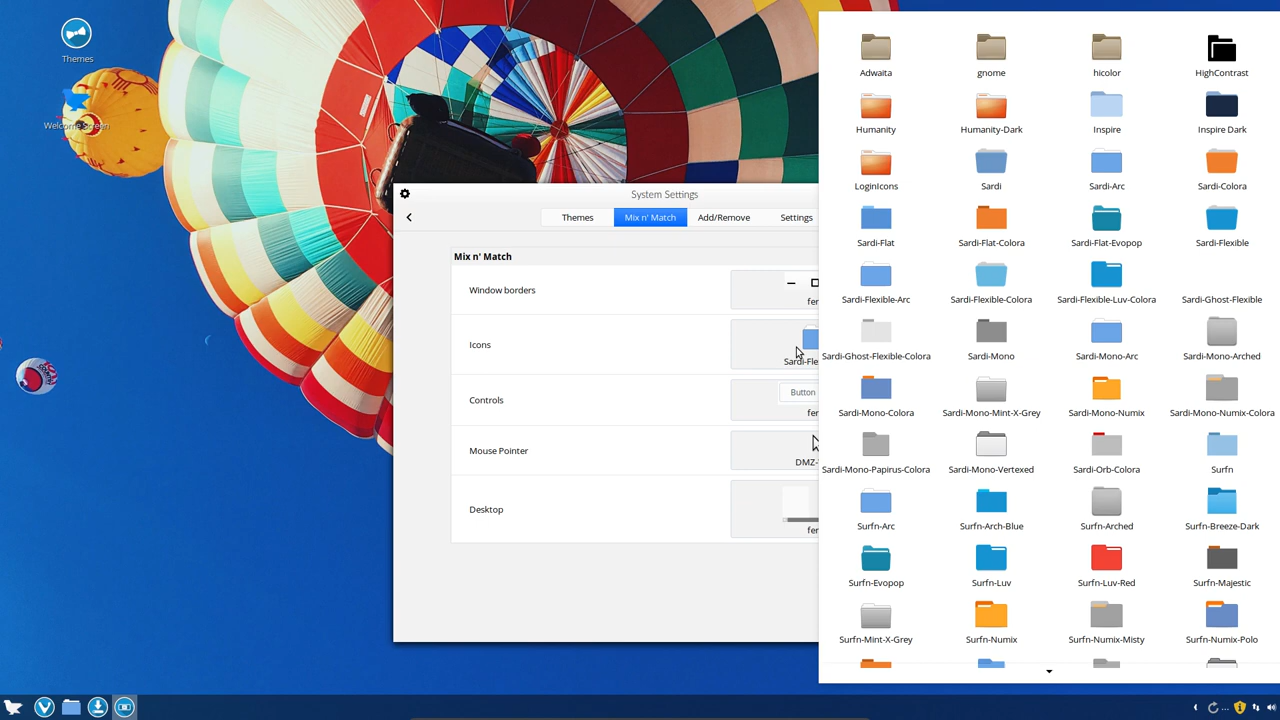 Themes
Welcome Screen
System Settings
Themes
Mix n' Match
Add/Remove
Settings
Mix n' Match
Window borders
fer
Icons
Sardi-Fle
Controls
Button
fer
Mouse Pointer
DMZ-
Desktop
fer
Adwaita
gnome
hicolor
HighContrast
Humanity
Humanity-Dark
Inspire
Inspire Dark
LoginIcons
Sardi
Sardi-Arc
Sardi-Colora
Sardi-Flat
Sardi-Flat-Colora
Sardi-Flat-Evopop
Sardi-Flexible
Sardi-Flexible-Arc
Sardi-Flexible-Colora
Sardi-Flexible-Luv-Colora
Sardi-Ghost-Flexible
Sardi-Ghost-Flexible-Colora
Sardi-Mono
Sardi-Mono-Arc
Sardi-Mono-Arched
Sardi-Mono-Colora
Sardi-Mono-Mint-X-Grey
Sardi-Mono-Numix
Sardi-Mono-Numix-Colora
Sardi-Mono-Papirus-Colora
Sardi-Mono-Vertexed
Sardi-Orb-Colora
Surfn
Surfn-Arc
Surfn-Arch-Blue
Surfn-Arched
Surfn-Breeze-Dark
Surfn-Evopop
Surfn-Luv
Surfn-Luv-Red
Surfn-Majestic
Surfn-Mint-X-Grey
Surfn-Numix
Surfn-Numix-Misty
Surfn-Numix-Polo